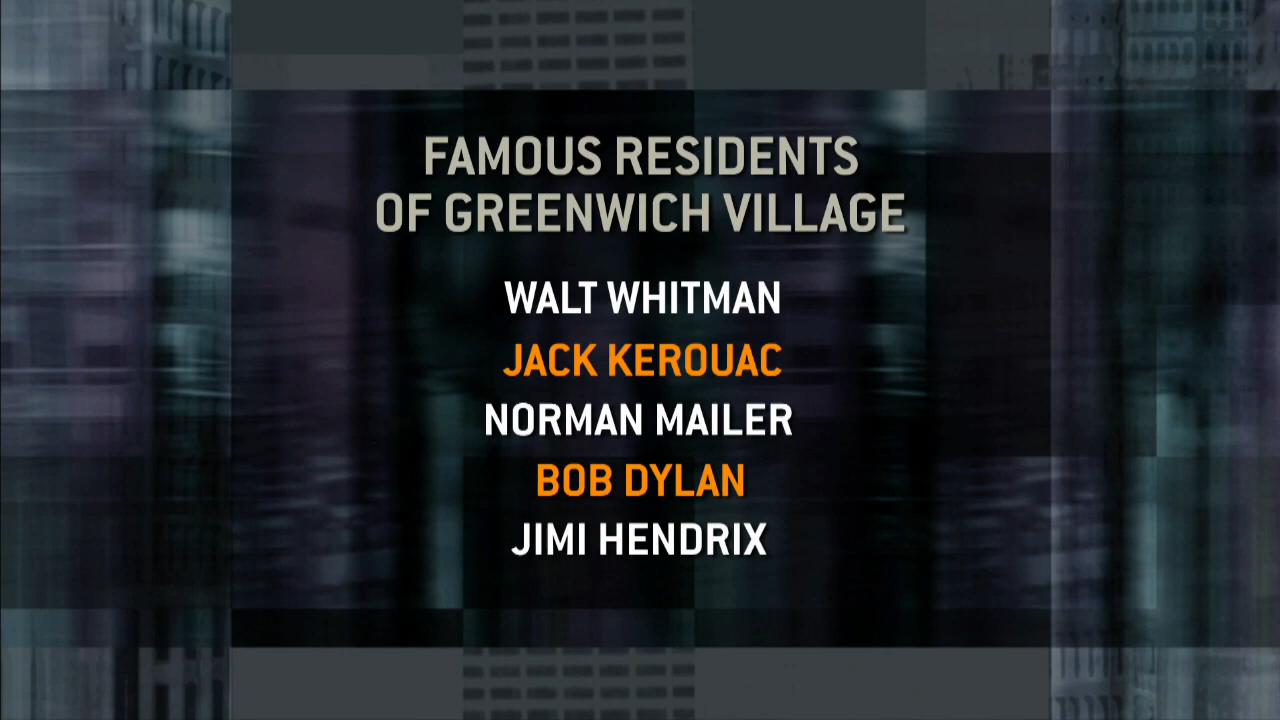 FAMOUS RESIDENTS
OF GREENWICH VILLAGE
WALT WHITMAN
JACK KEROUAC
NORMAN MAILER
BOB DYLAN
JIMI HENDRIX